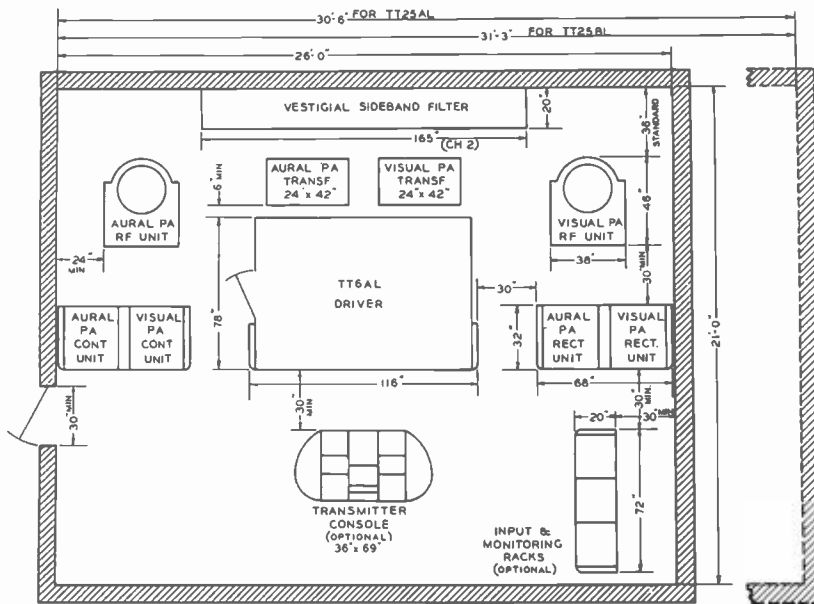 30'-6" FOR TT25AL
31'-3" FOR TT25BL
26'-0"
VESTIGIAL SIDEBAND FILTER
20"
165"
(CH 2)
38"
STANDARD
6" MIN
AURAL PA
TRANSF
24" x 42"
VISUAL PA
TRANSF
24" x 42"
AURAL PA
RF UNIT
VISUAL PA
RF UNIT
46"
24"
MIN
38"
30" MIN
TT6AL
DRIVER
78"
30"
AURAL
PA
CONT
UNIT
VISUAL
PA
CONT
UNIT
32"
AURAL
PA
RECT
UNIT
VISUAL
PA
RECT.
UNIT
21'-0"
116"
68"
30" MIN
30" MIN
30" MIN.
20"
30" MIN
TRANSMITTER
CONSOLE
(OPTIONAL)
36" x 69"
72"
INPUT &
MONITORING
RACKS
(OPTIONAL)